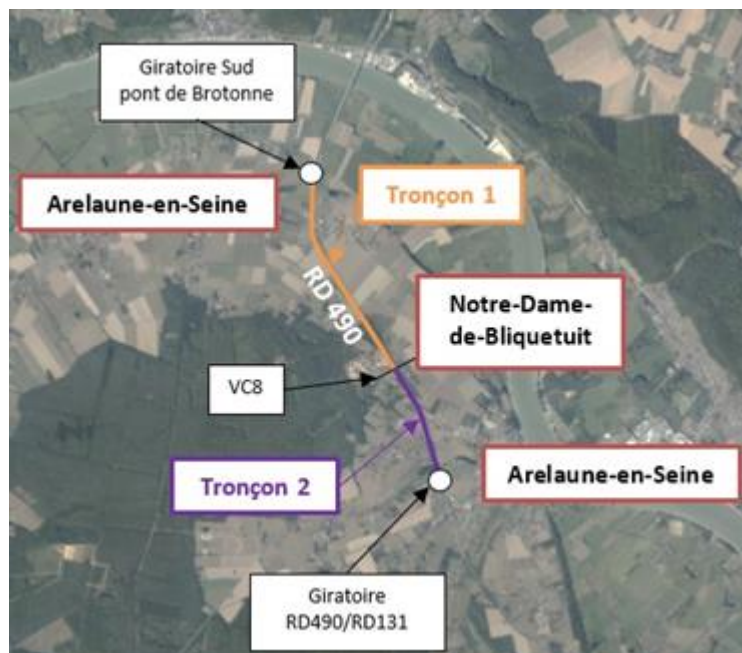 Giratoire Sud
pont de Brotonne
Arelaune-en-Seine
Tronçon 1
RD 490
Notre-Dame-
de-Bliquetuit
VC8
Tronçon 2
Arelaune-en-Seine
Giratoire
RD490/RD131